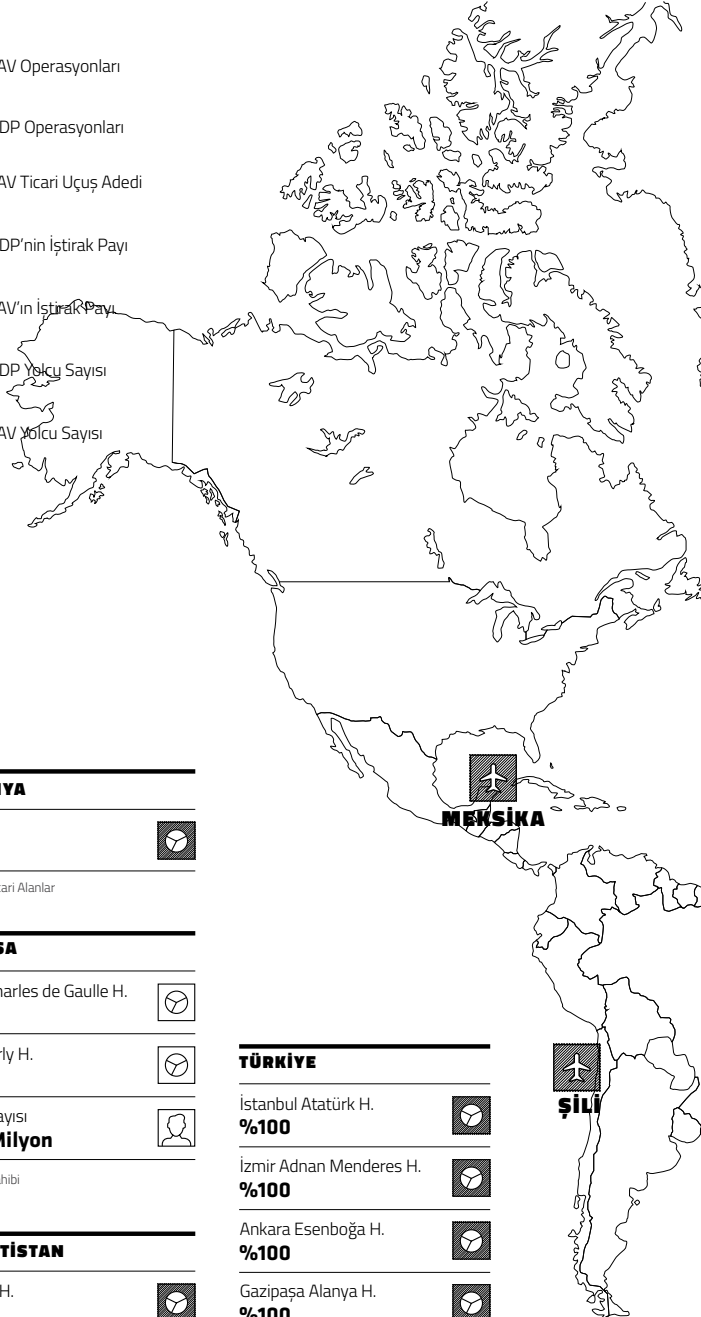 AV Operasyonları
DP Operasyonları
AV Ticari Uçuş Adedi
DP'nin İştirak Payı
AV'ın İştirak Payı
DP Yolcu Sayısı
AV Yolcu Sayısı
MEKSİKA
ŞİLİ
YA
ari Alanlar
SA
harles de Gaulle H.
rly H.
ayısı
Milyon
hibi
TİSTAN
H.
TÜRKİYE
İstanbul Atatürk H.
%100
İzmir Adnan Menderes H.
%100
Ankara Esenboğa H.
%100
Gazipaşa Alanya H.
%100